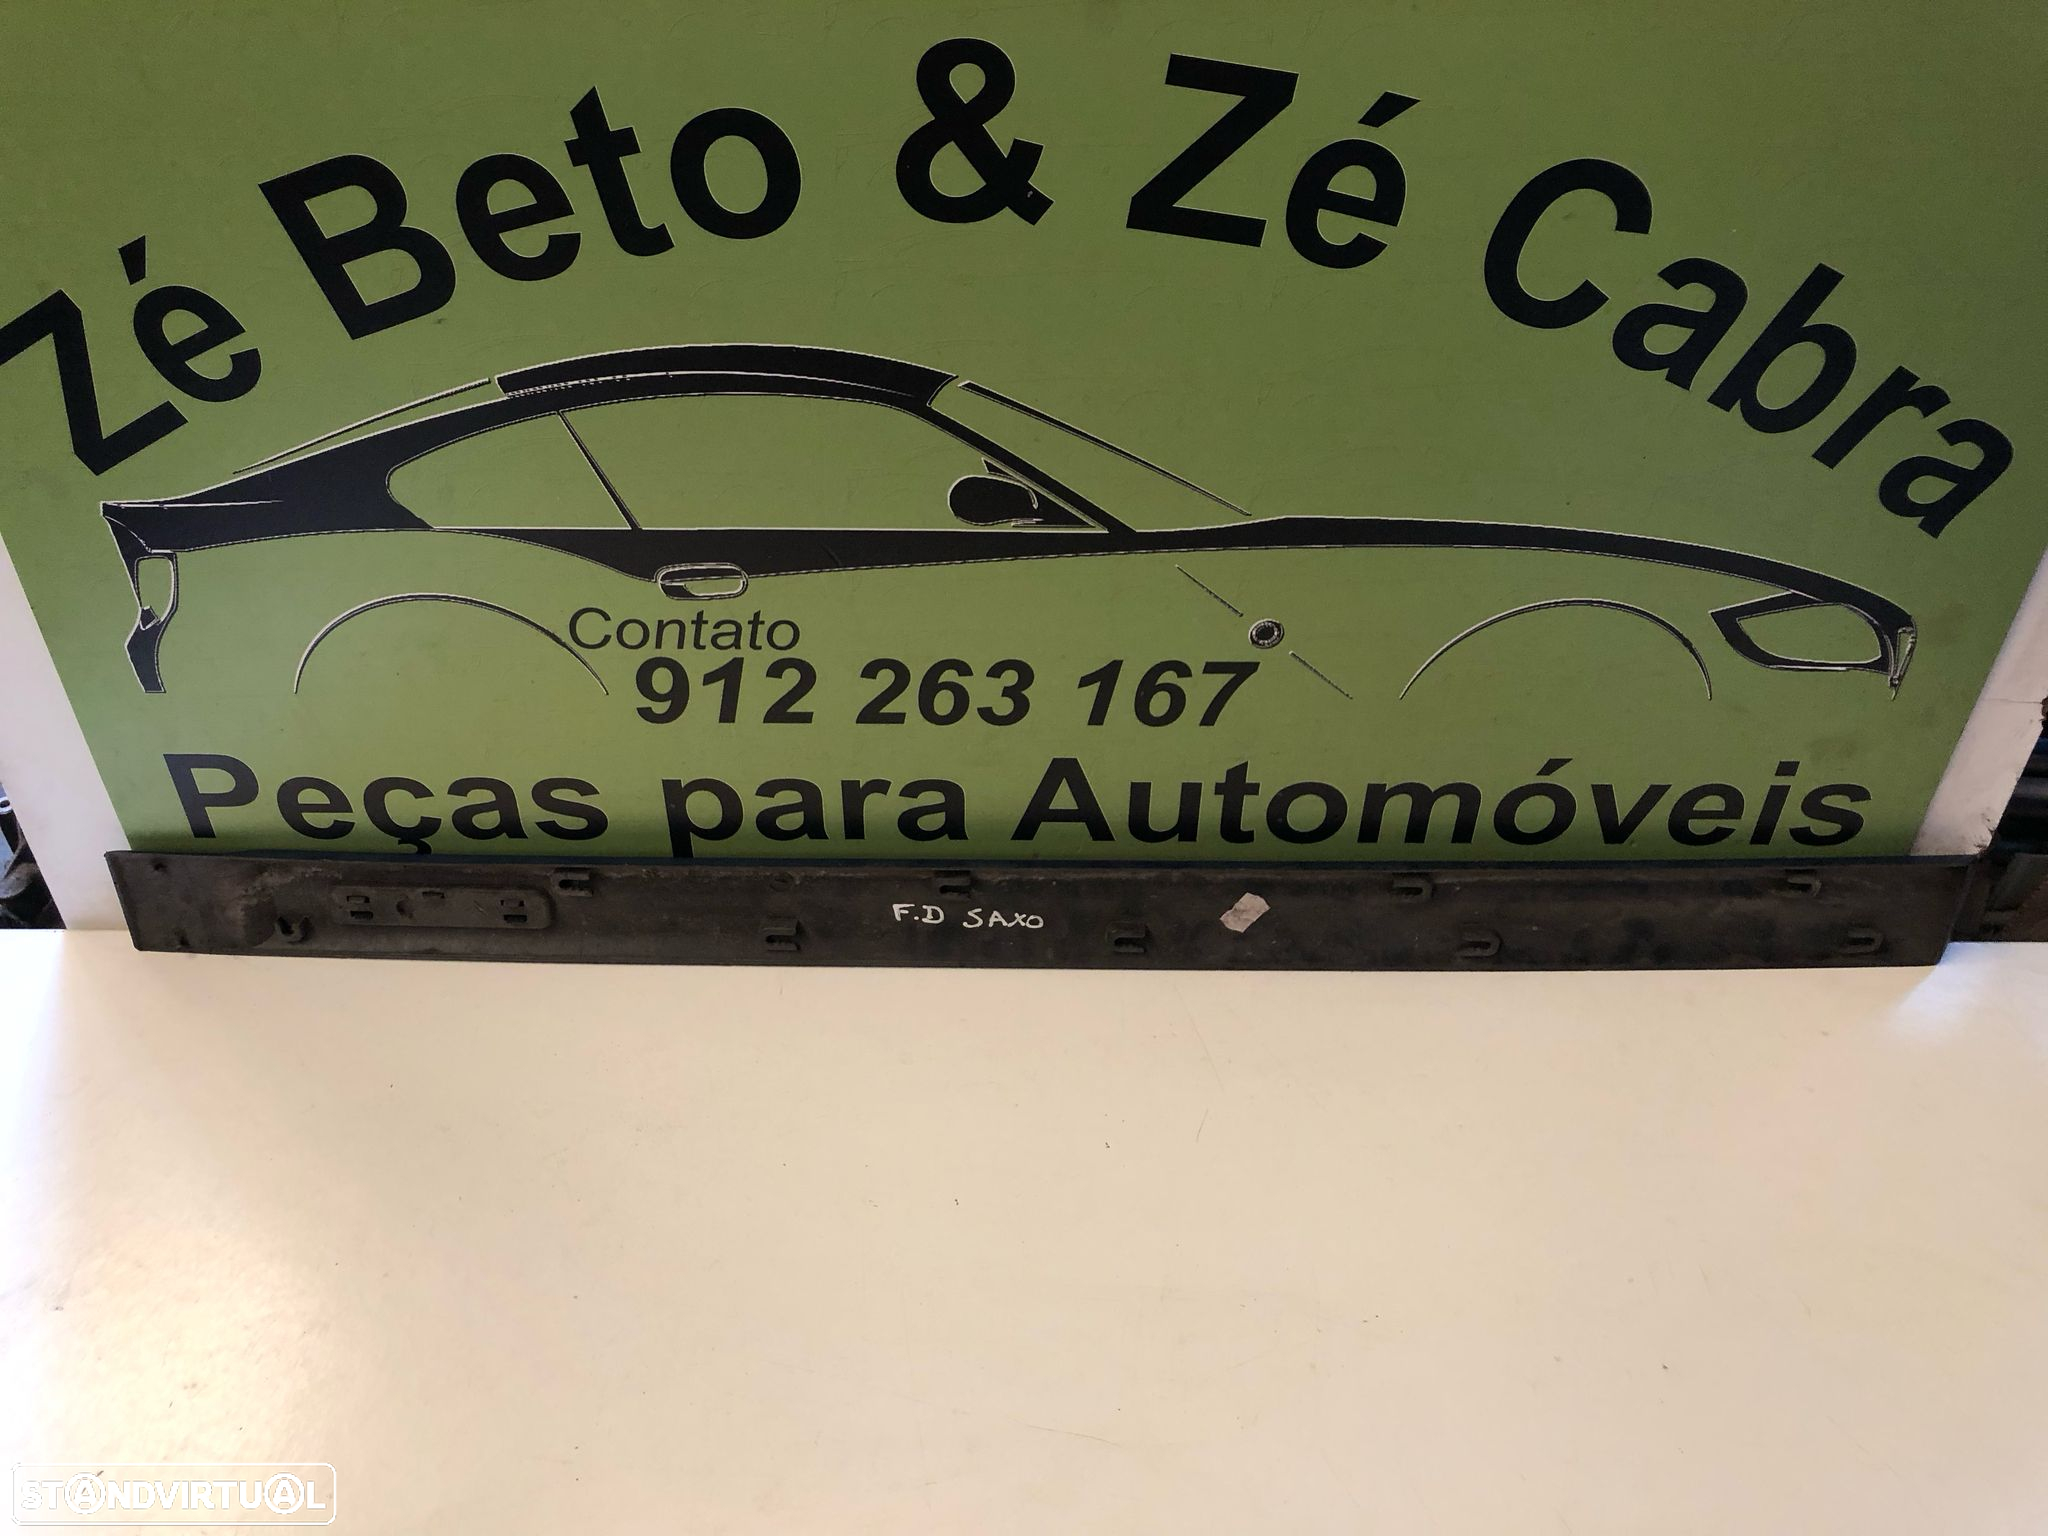 Zé Beto & Zé Cabra
Contato
912 263 167
Peças para Automóveis
F.D SAXO
STANDVIRTUAL